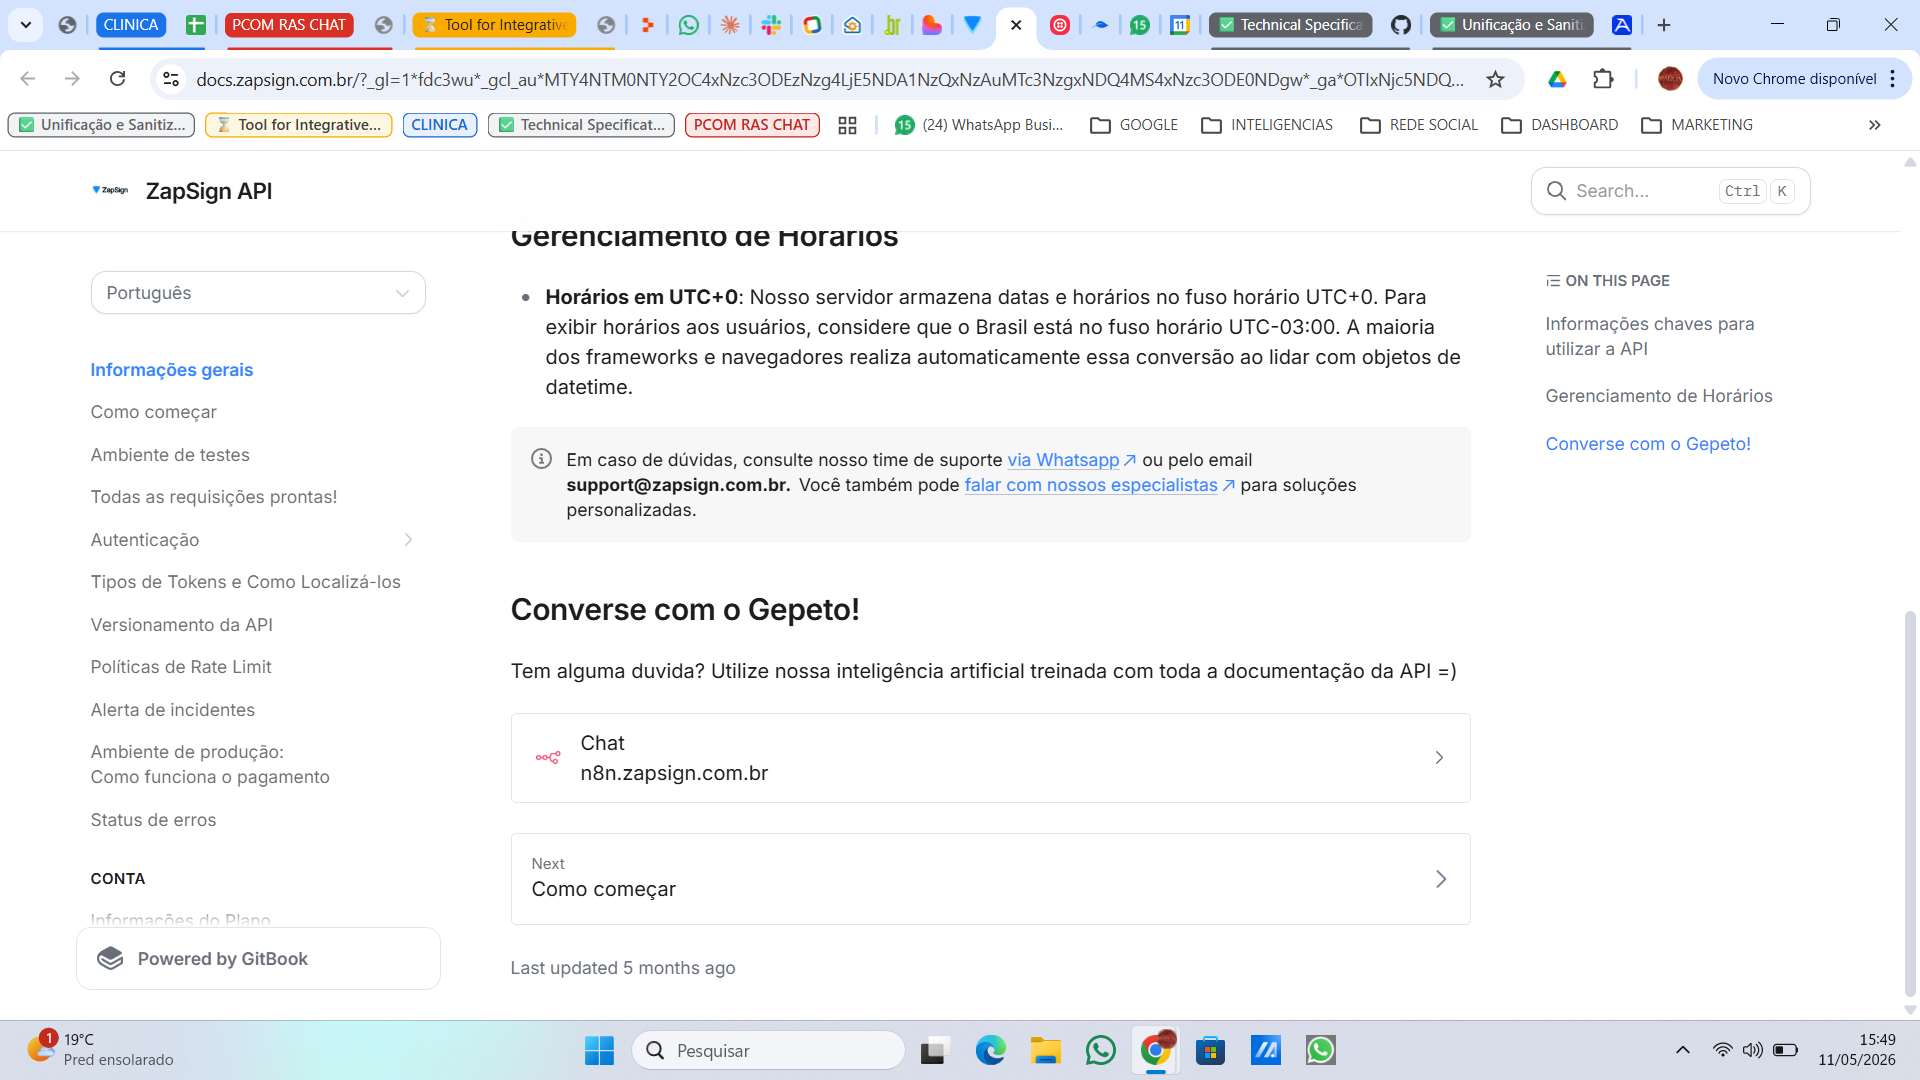 CLINICA
PCOM RAS CHAT
Tool for Integrative
15
11
Technical Specifica
Unificação e Saniti
docs.zapsign.com.br/?_gl=1*fdc3wu*_gcl_au*MTY4NTM0NTY2OC4xNzc3ODEzNzg4LjE5NDA1NzQxNzAuMTc3NzgxNDQ4MS4xNzc3ODE0NDgw*_ga*OTIxNjc5NDQ...
Novo Chrome disponível
Unificação e Sanitiz...
Tool for Integrative...
CLINICA
Technical Specificat...
PCOM RAS CHAT
15
(24) WhatsApp Busi...
GOOGLE
INTELIGENCIAS
REDE SOCIAL
DASHBOARD
MARKETING
ZapSign
ZapSign API
Search...
Ctrl K
Português
Informações gerais
Como começar
Ambiente de testes
Todas as requisições prontas!
Autenticação
Tipos de Tokens e Como Localizá-los
Versionamento da API
Políticas de Rate Limit
Alerta de incidentes
Ambiente de produção:
Como funciona o pagamento
Status de erros
CONTA
Informações do Plano
Powered by GitBook
Gerenciamento de Horários
Horários em UTC+0: Nosso servidor armazena datas e horários no fuso horário UTC+0. Para
exibir horários aos usuários, considere que o Brasil está no fuso horário UTC-03:00. A maioria
dos frameworks e navegadores realiza automaticamente essa conversão ao lidar com objetos de
datetime.
Em caso de dúvidas, consulte nosso time de suporte via Whatsapp ou pelo email
support@zapsign.com.br. Você também pode falar com nossos especialistas para soluções
personalizadas.
Converse com o Gepeto!
Tem alguma duvida? Utilize nossa inteligência artificial treinada com toda a documentação da API =)
Chat
n8n.zapsign.com.br
Next
Como começar
Last updated 5 months ago
ON THIS PAGE
Informações chaves para
utilizar a API
Gerenciamento de Horários
Converse com o Gepeto!
1
19°C
Pred ensolarado
Pesquisar
15:49
11/05/2026